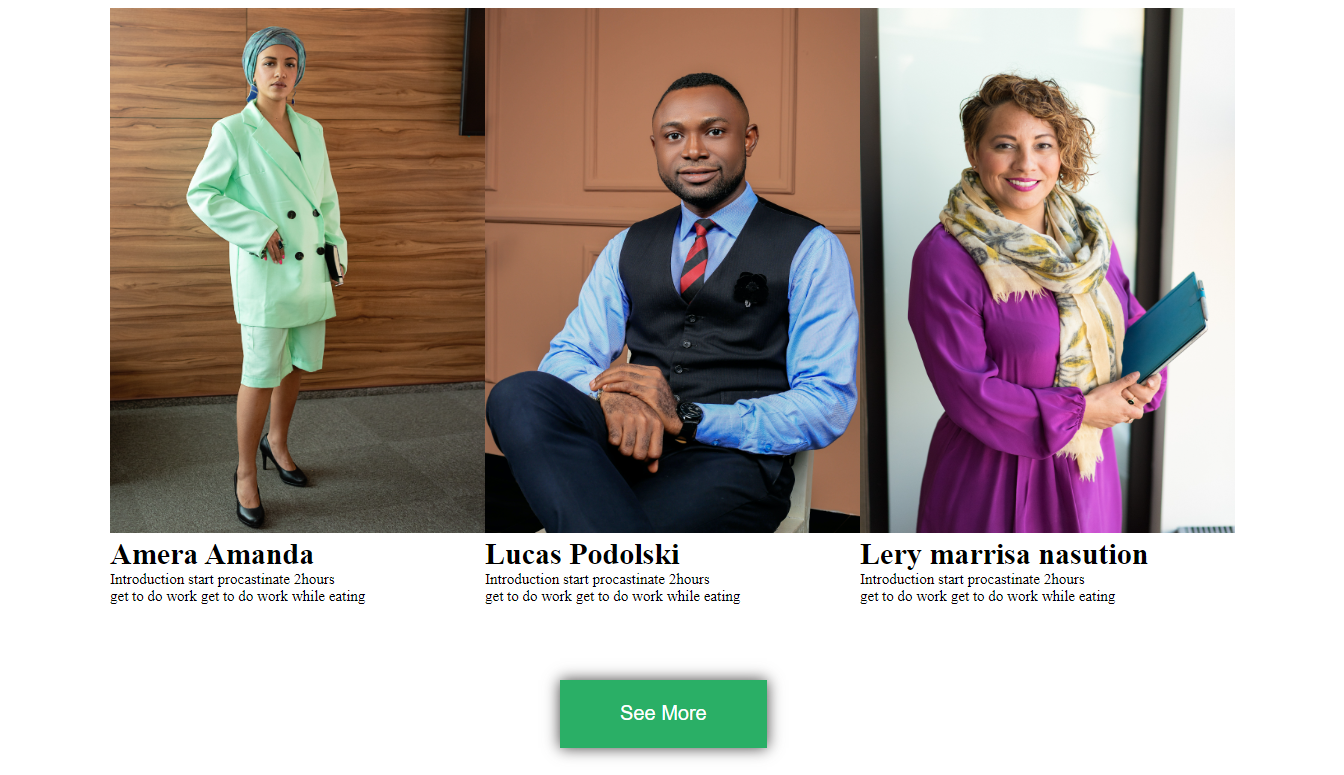 Amera Amanda
Introduction start procastinate 2hours
get to do work get to do work while eating
Lucas Podolski
Introduction start procastinate 2hours
get to do work get to do work while eating
Lery marrisa nasution
Introduction start procastinate 2hours
get to do work get to do work while eating
See More